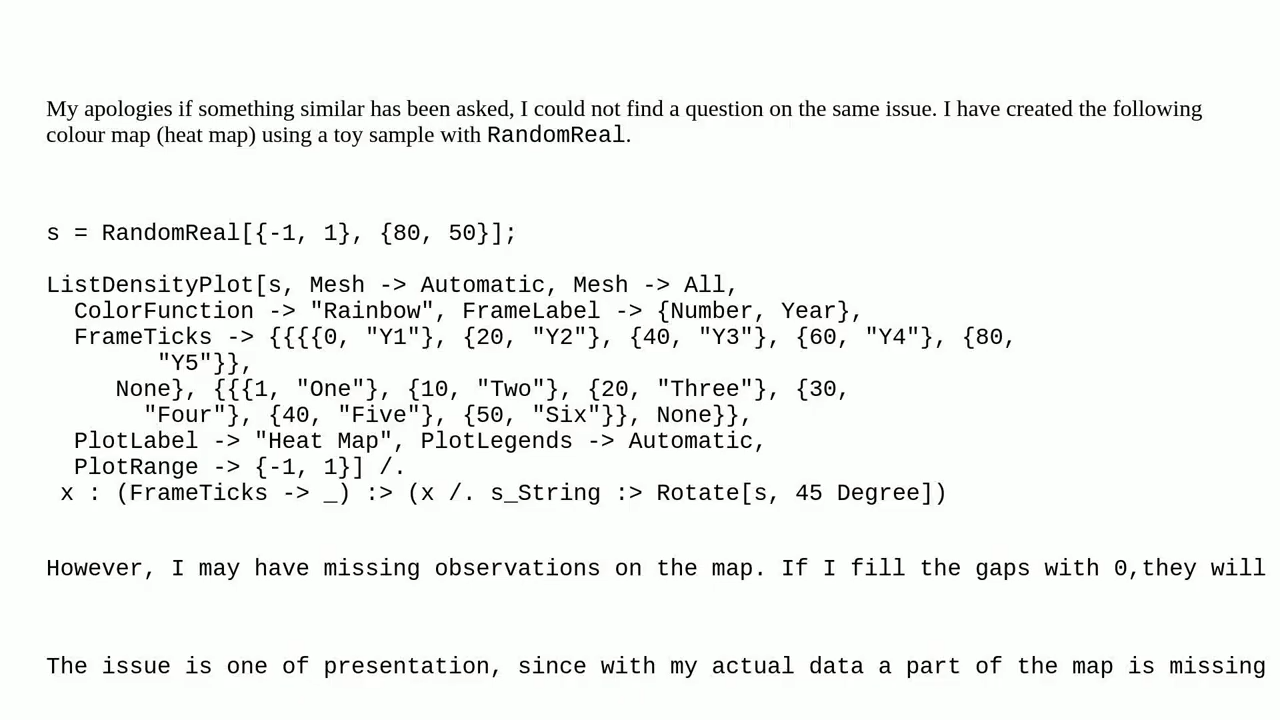 My apologies if something similar has been asked, I could not find a question on the same issue. I have created the following
colour map (heat map) using a toy sample with RandomReal.
s = RandomReal[{-1, 1}, {80, 50}];
ListDensityPlot[s, Mesh -> Automatic, Mesh -> All,
  ColorFunction -> "Rainbow", FrameLabel -> {Number, Year},
  FrameTicks -> {{{{0, "Y1"}, {20, "Y2"}, {40, "Y3"}, {60, "Y4"}, {80,
        "Y5"}},
     None}, {{{1, "One"}, {10, "Two"}, {20, "Three"}, {30,
       "Four"}, {40, "Five"}, {50, "Six"}}, None}},
  PlotLabel -> "Heat Map", PlotLegends -> Automatic,
  PlotRange -> {-1, 1}] /.
 x : (FrameTicks -> _) :> (x /. s_String :> Rotate[s, 45 Degree])
However, I may have missing observations on the map. If I fill the gaps with 0,they will
The issue is one of presentation, since with my actual data a part of the map is missing